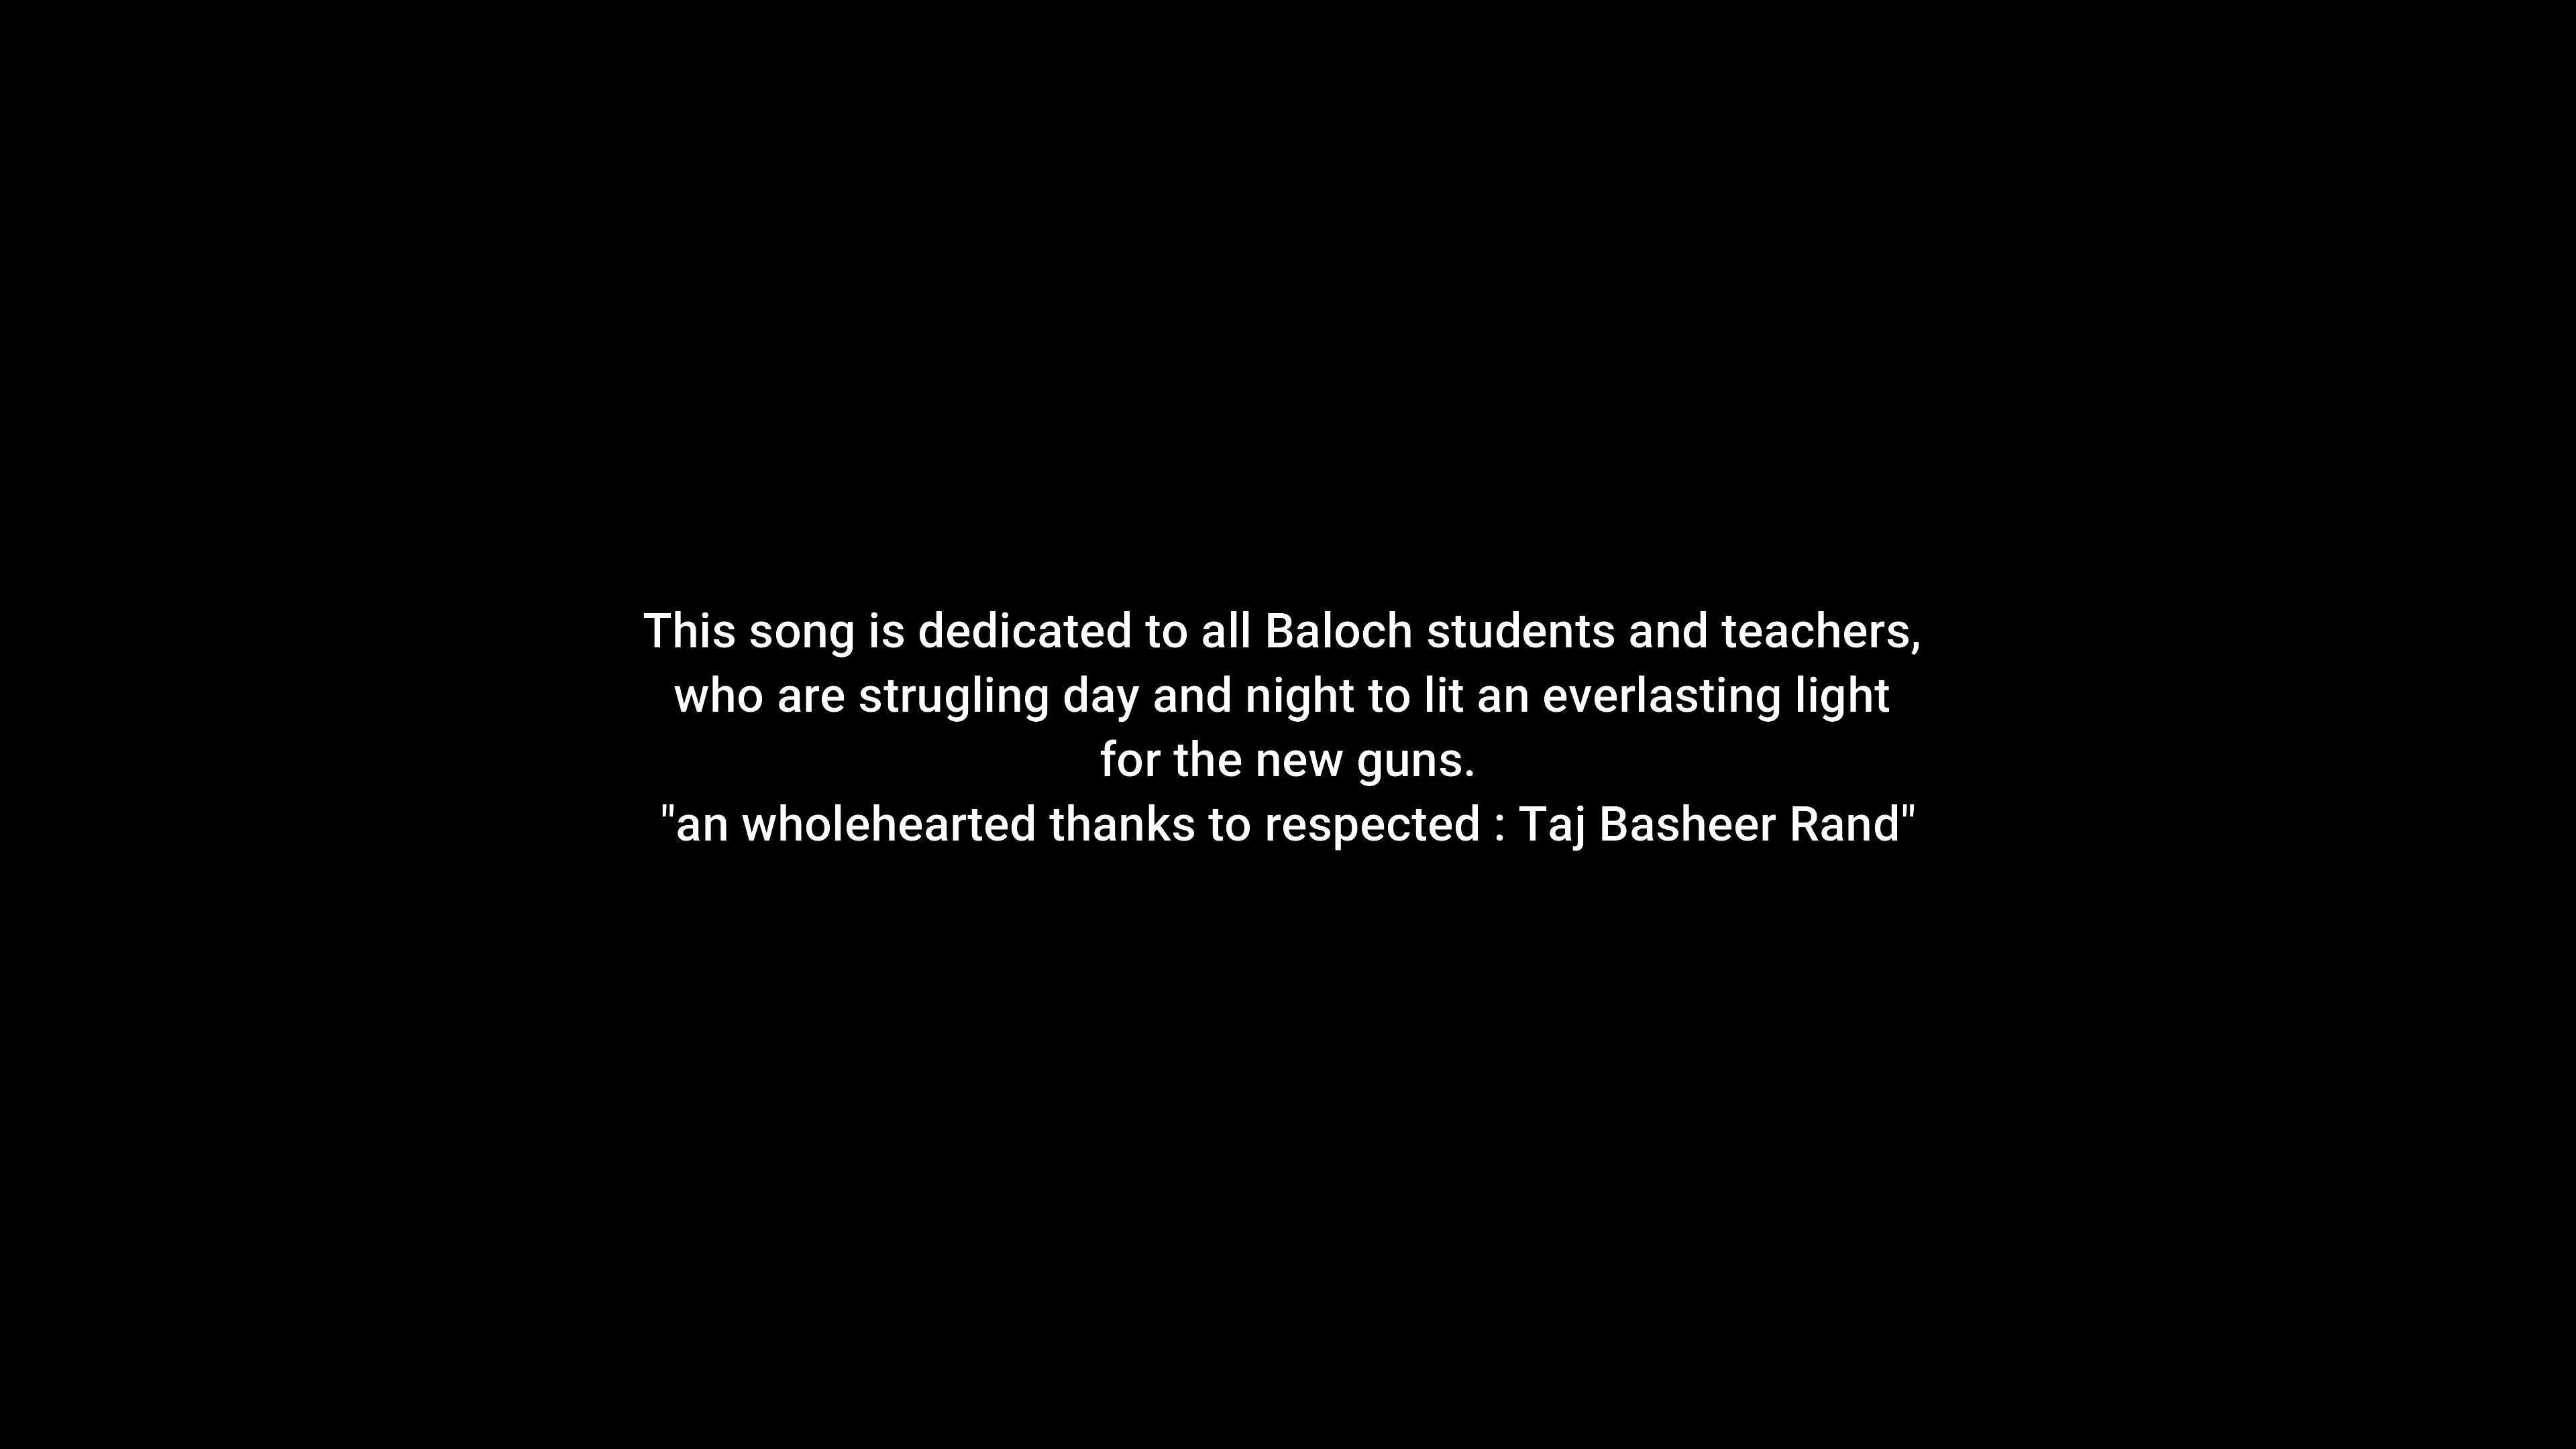 This song is dedicated to all Baloch students and teachers,
who are strugling day and night to lit an everlasting light
for the new guns.
"an wholehearted thanks to respected : Taj Basheer Rand"